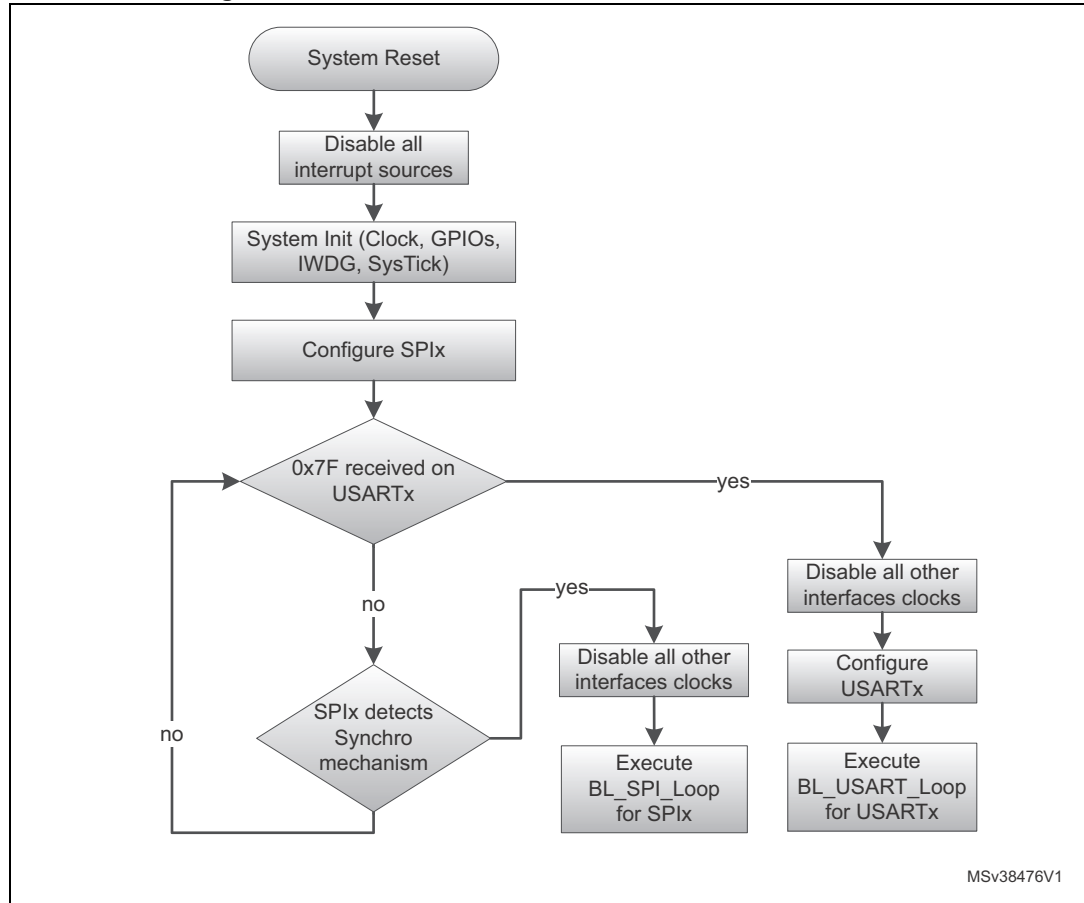 System Reset
Disable all
interrupt sources
System Init (Clock, GPIOs,
IWDG, SysTick)
Configure SPIx
0x7F received on
USARTx
yes
no
yes
Disable all other
interfaces clocks
Configure
USARTx
Execute
BL_USART_Loop
for USARTx
Disable all other
interfaces clocks
Execute
BL_SPI_Loop
for SPIx
SPIx detects
Synchro
mechanism
no
MSv38476V1